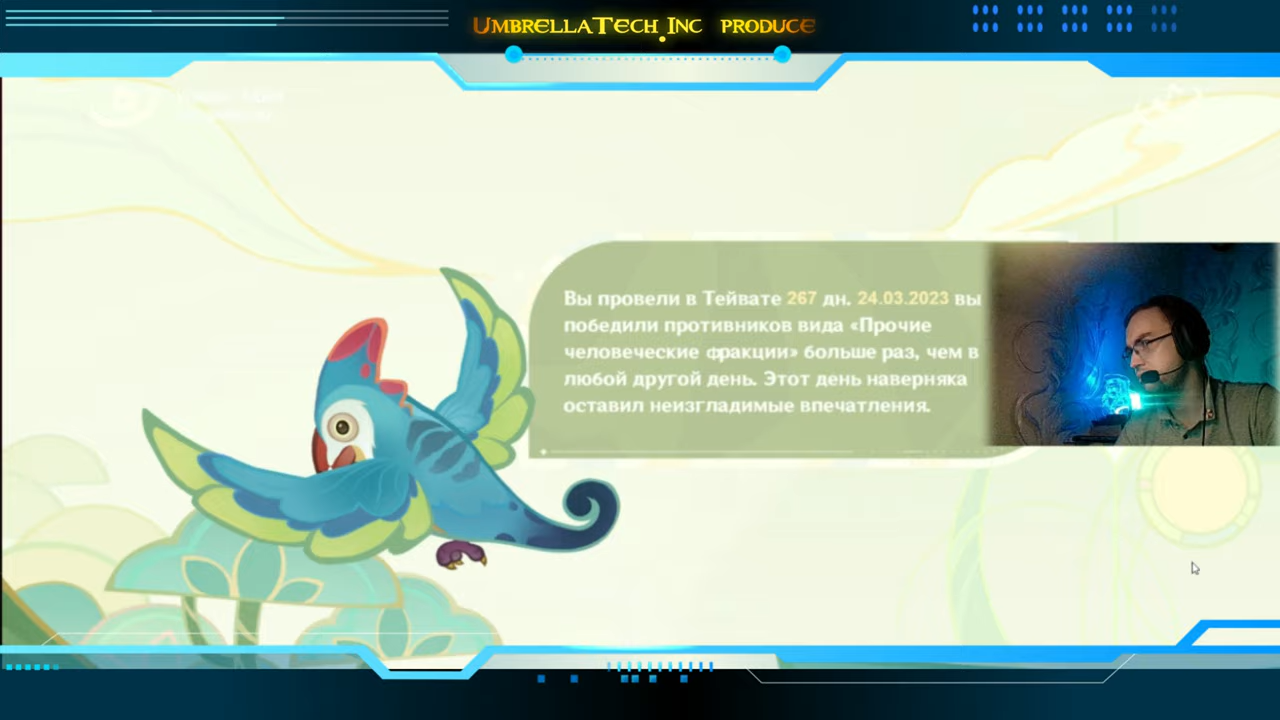 UmbrellaTech.Inc produce
Вы провели в Тейвате 267 дн. 24.03.2023 вы
победили противников вида «Прочие
человеческие фракции» больше раз, чем в
любой другой день. Этот день наверняка
оставил неизгладимые впечатления.